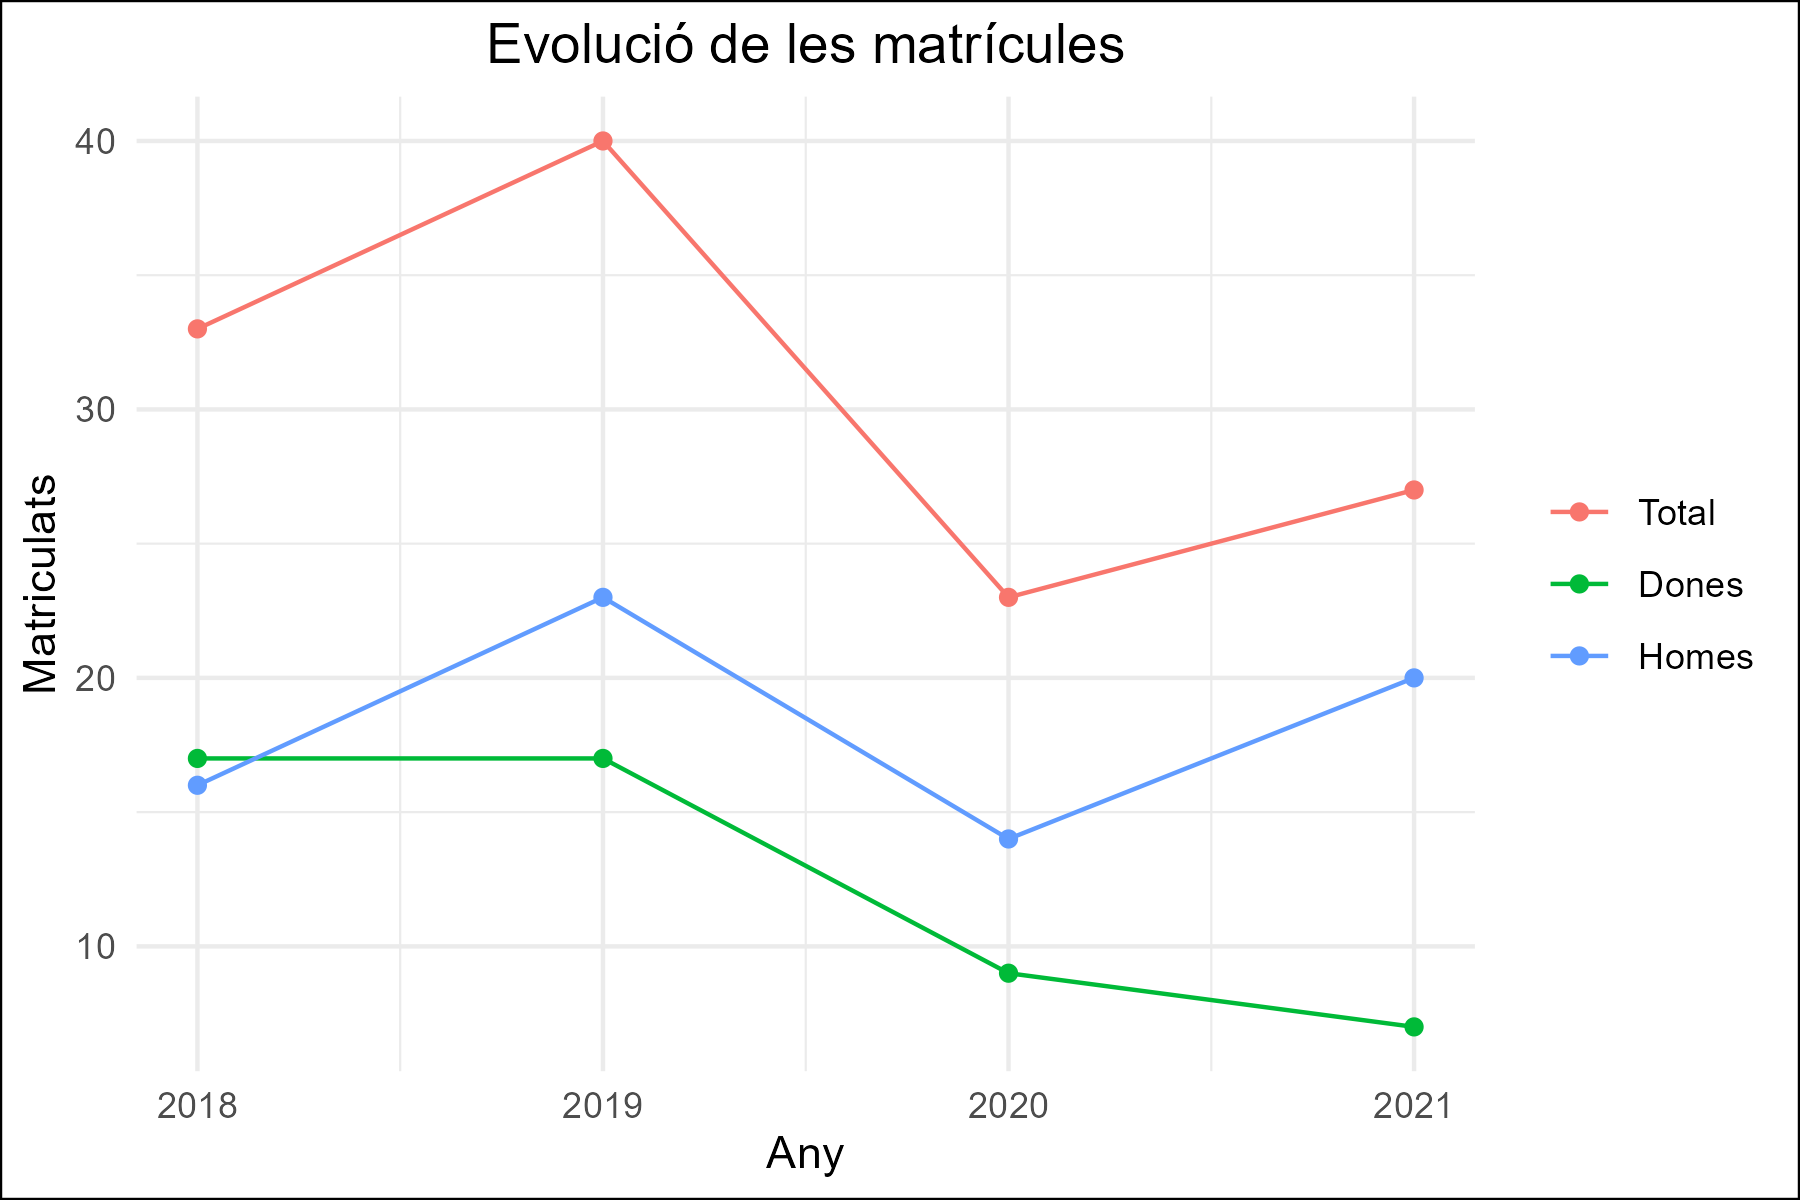 Evolució de les matrícules
40
30
20
10
Matriculats
2018 2019 2020 2021
Any
Total
Dones
Homes